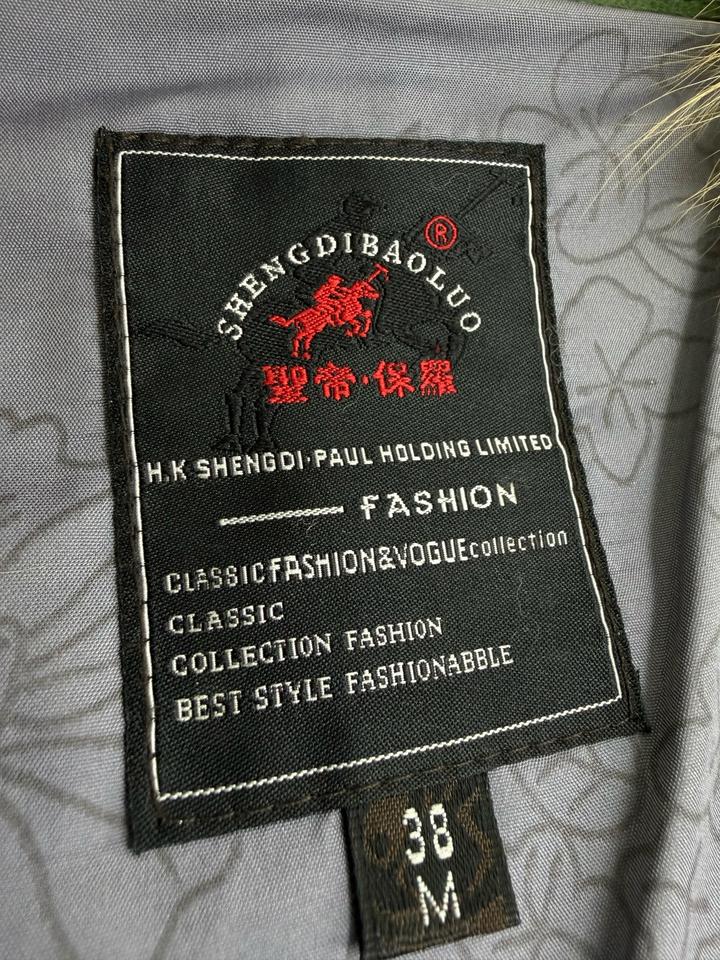 SHENGDIBAOLUO ®
聖帝·保羅
H.K SHENGDI·PAUL HOLDING LIMITED
FASHION
CLASSIC FASHION&VOGUE collection
CLASSIC
COLLECTION FASHION
BEST STYLE FASHIONABBLE
38
M